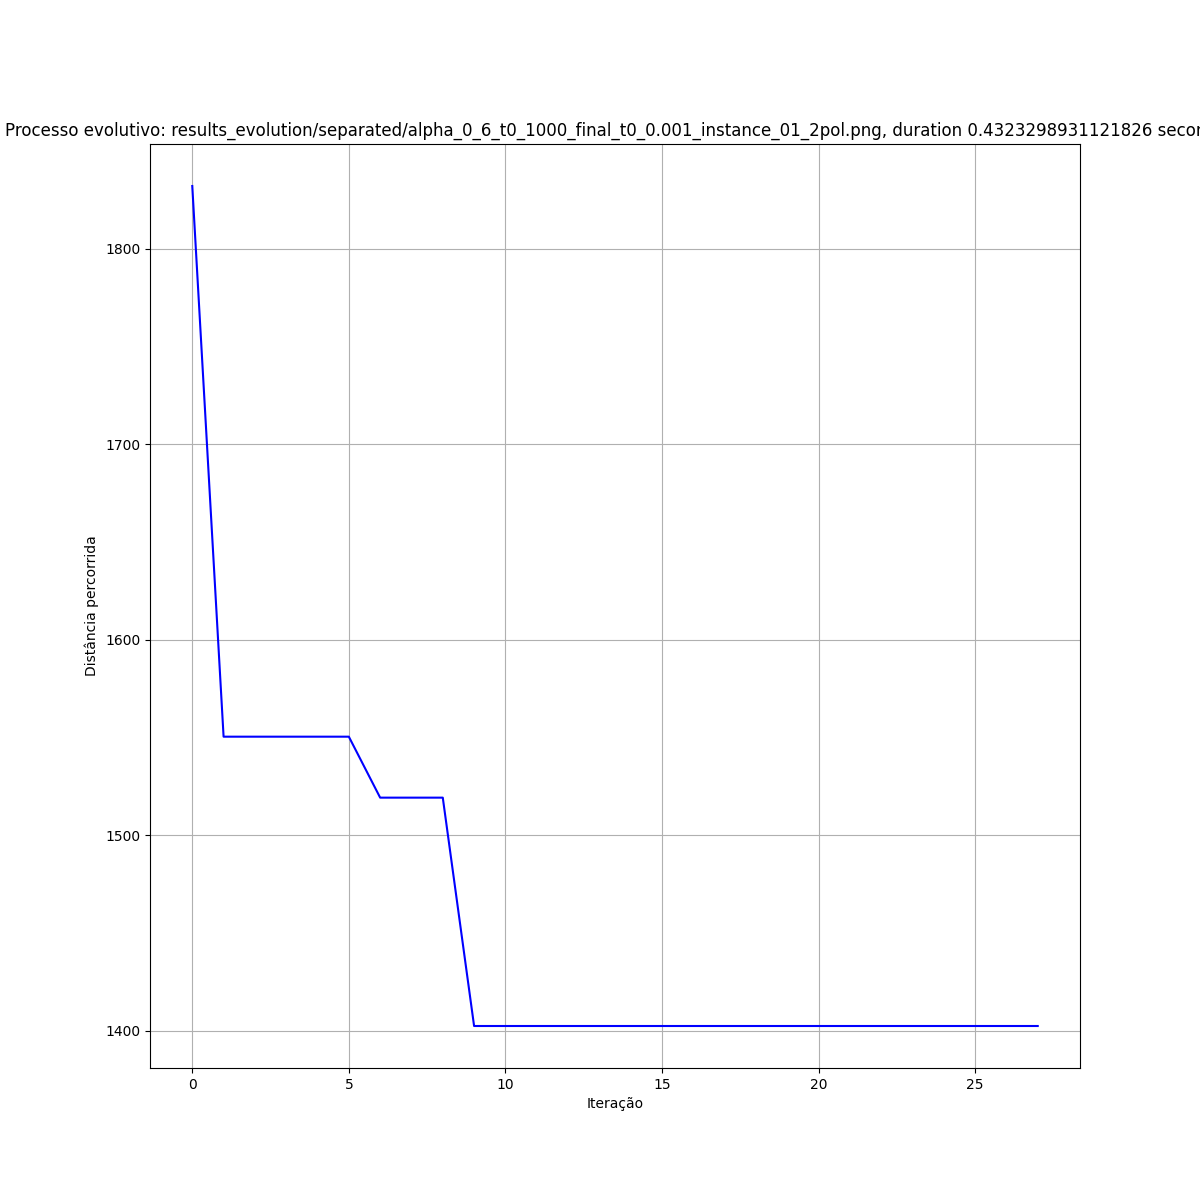 Processo evolutivo: results_evolution/separated/alpha_0_6_t0_1000_final_t0_0.001_instance_01_2pol.png, duration 0.4323298931121826
1800
1700
1600
1500
1400
Distância percorrida
0 5 10 15 20 25
Iteração